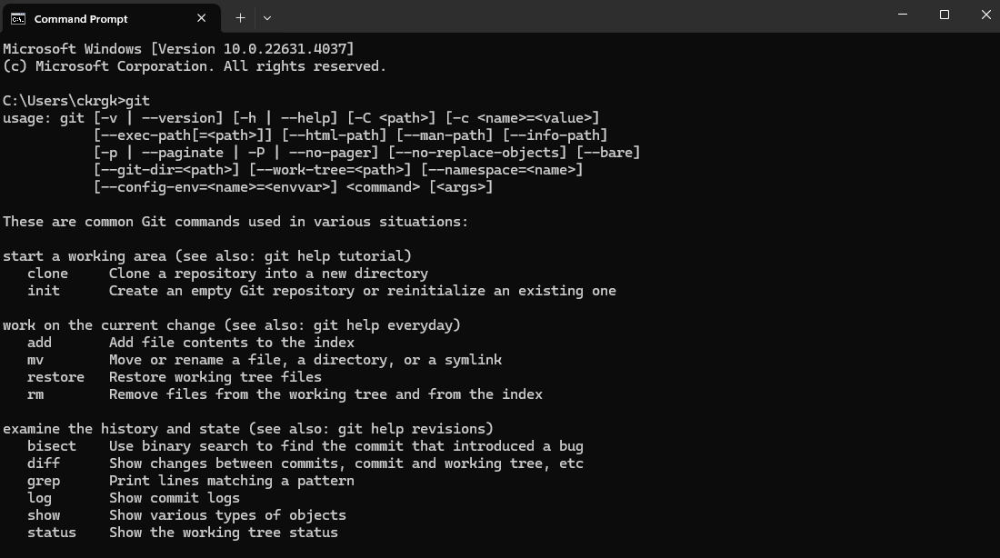 Command Prompt
Microsoft Windows [Version 10.0.22631.4037]
(c) Microsoft Corporation. All rights reserved.
C:\Users\ckrgk>git
usage: git [-v | --version] [-h | --help] [-C <path>] [-c <name>=<value>]
           [--exec-path[=<path>]] [--html-path] [--man-path] [--info-path]
           [-p | --paginate | -P | --no-pager] [--no-replace-objects] [--bare]
           [--git-dir=<path>] [--work-tree=<path>] [--namespace=<name>]
           [--config-env=<name>=<envvar>] <command> [<args>]
These are common Git commands used in various situations:
start a working area (see also: git help tutorial)
   clone     Clone a repository into a new directory
   init      Create an empty Git repository or reinitialize an existing one
work on the current change (see also: git help everyday)
   add       Add file contents to the index
   mv        Move or rename a file, a directory, or a symlink
   restore   Restore working tree files
   rm        Remove files from the working tree and from the index
examine the history and state (see also: git help revisions)
   bisect    Use binary search to find the commit that introduced a bug
   diff      Show changes between commits, commit and working tree, etc
   grep      Print lines matching a pattern
   log       Show commit logs
   show      Show various types of objects
   status    Show the working tree status